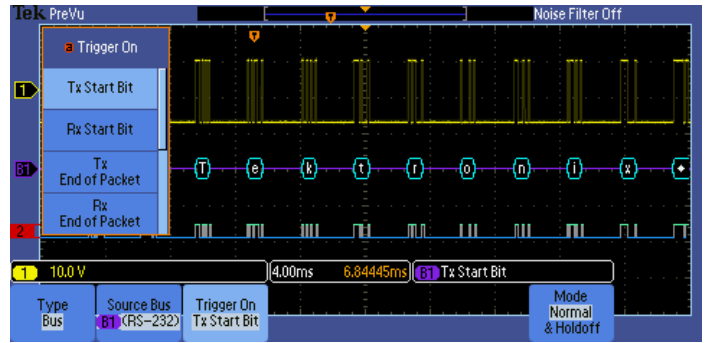 Tek PreVu Noise Filter Off
a Trigger On
Tx Start Bit
Rx Start Bit
Tx
End of Packet
Rx
End of Packet
1
B1 T e k t r o n i x
2
1 10.0 V 4.00ms 6.84445ms B1 Tx Start Bit
Type
Bus
Source Bus
B1 (RS-232)
Trigger On
Tx Start Bit
Mode
Normal
& Holdoff